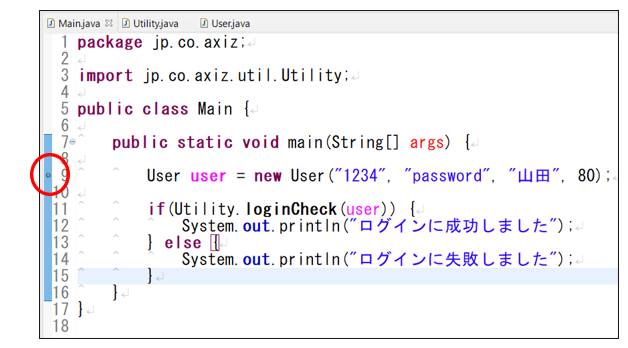 Main.java Utility.java User.java
1 package jp.co.axiz;
2
3 import jp.co.axiz.util.Utility;
4
5 public class Main {
6
7 public static void main(String[] args) {
8
9 User user = new User("1234", "password", "山田", 80);
10
11 if(Utility.loginCheck(user)) {
12 System.out.println("ログインに成功しました");
13 } else {
14 System.out.println("ログインに失敗しました");
15 }
16 }
17 }
18